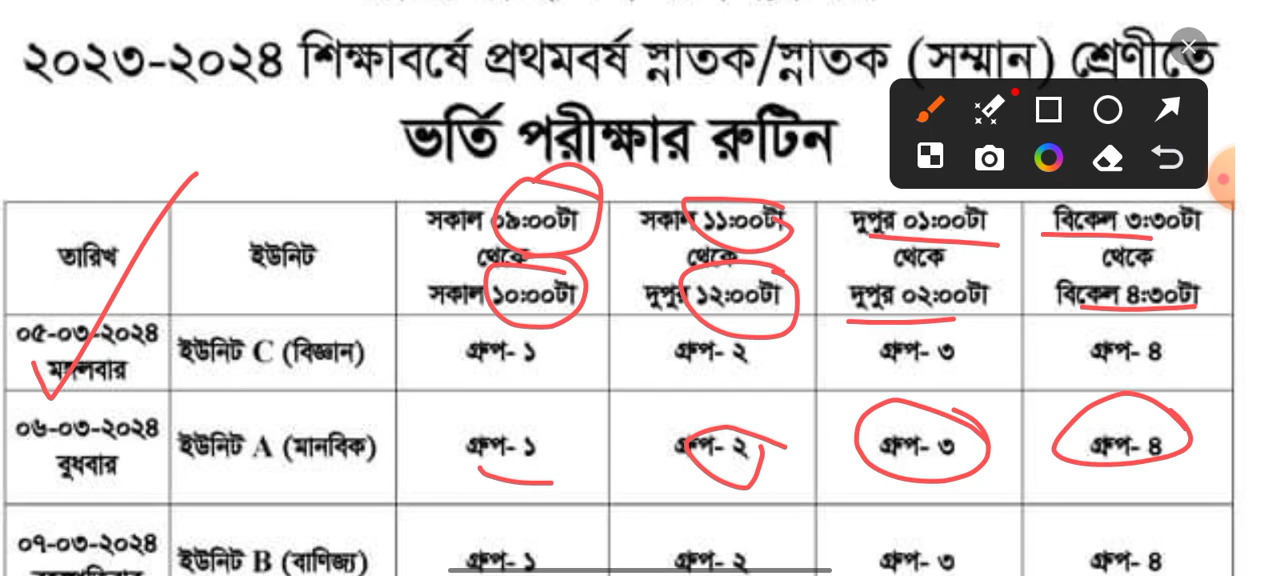 ২০২৩-২০২৪ শিক্ষাবর্ষে প্রথমবর্ষ স্নাতক/স্নাতক (সম্মান) শ্রেণীতে
ভর্তি পরীক্ষার রুটিন
তারিখ
ইউনিট
সকাল ০৯:০০টা
থেকে
সকাল ১০:০০টা
সকাল ১১:০০টা
থেকে
দুপুর ১২:০০টা
দুপুর ০১:০০টা
থেকে
দুপুর ০২:০০টা
বিকেল ৩:৩০টা
থেকে
বিকেল ৪:৩০টা
০৫-০৩-২০২৪
মঙ্গলবার
ইউনিট C (বিজ্ঞান)
গ্রুপ- ১
গ্রুপ- ২
গ্রুপ- ৩
গ্রুপ- ৪
০৬-০৩-২০২৪
বুধবার
ইউনিট A (মানবিক)
গ্রুপ- ১
গ্রুপ- ২
গ্রুপ- ৩
গ্রুপ- ৪
০৭-০৩-২০২৪
ইউনিট B (বাণিজ্য)
গ্রুপ- ১
গ্রুপ- ২
গ্রুপ- ৩
গ্রুপ- ৪